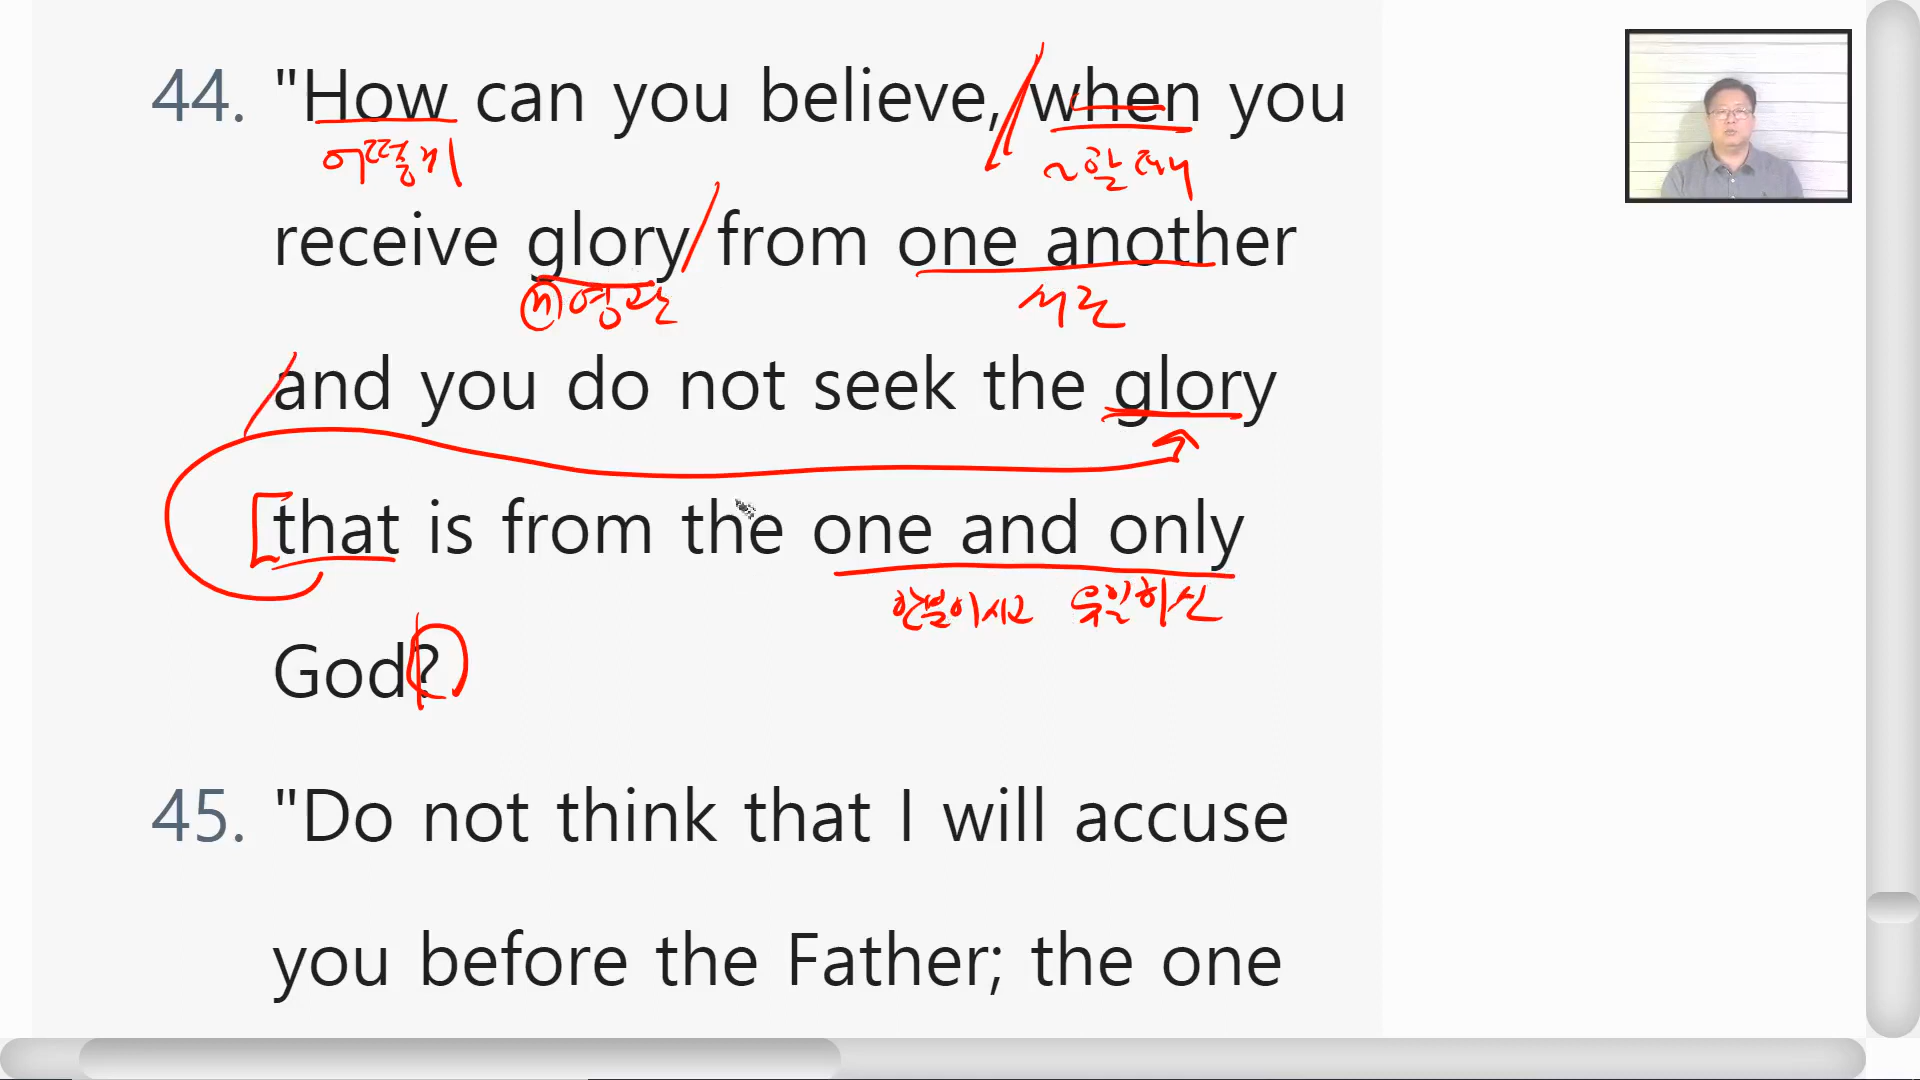 44. "How can you believe, when you
어떻게 ~할 때
receive glory from one another
n 영광 서로
and you do not seek the glory
that is from the one and only
한분이시고 유일하신
God?
45. "Do not think that I will accuse
you before the Father; the one